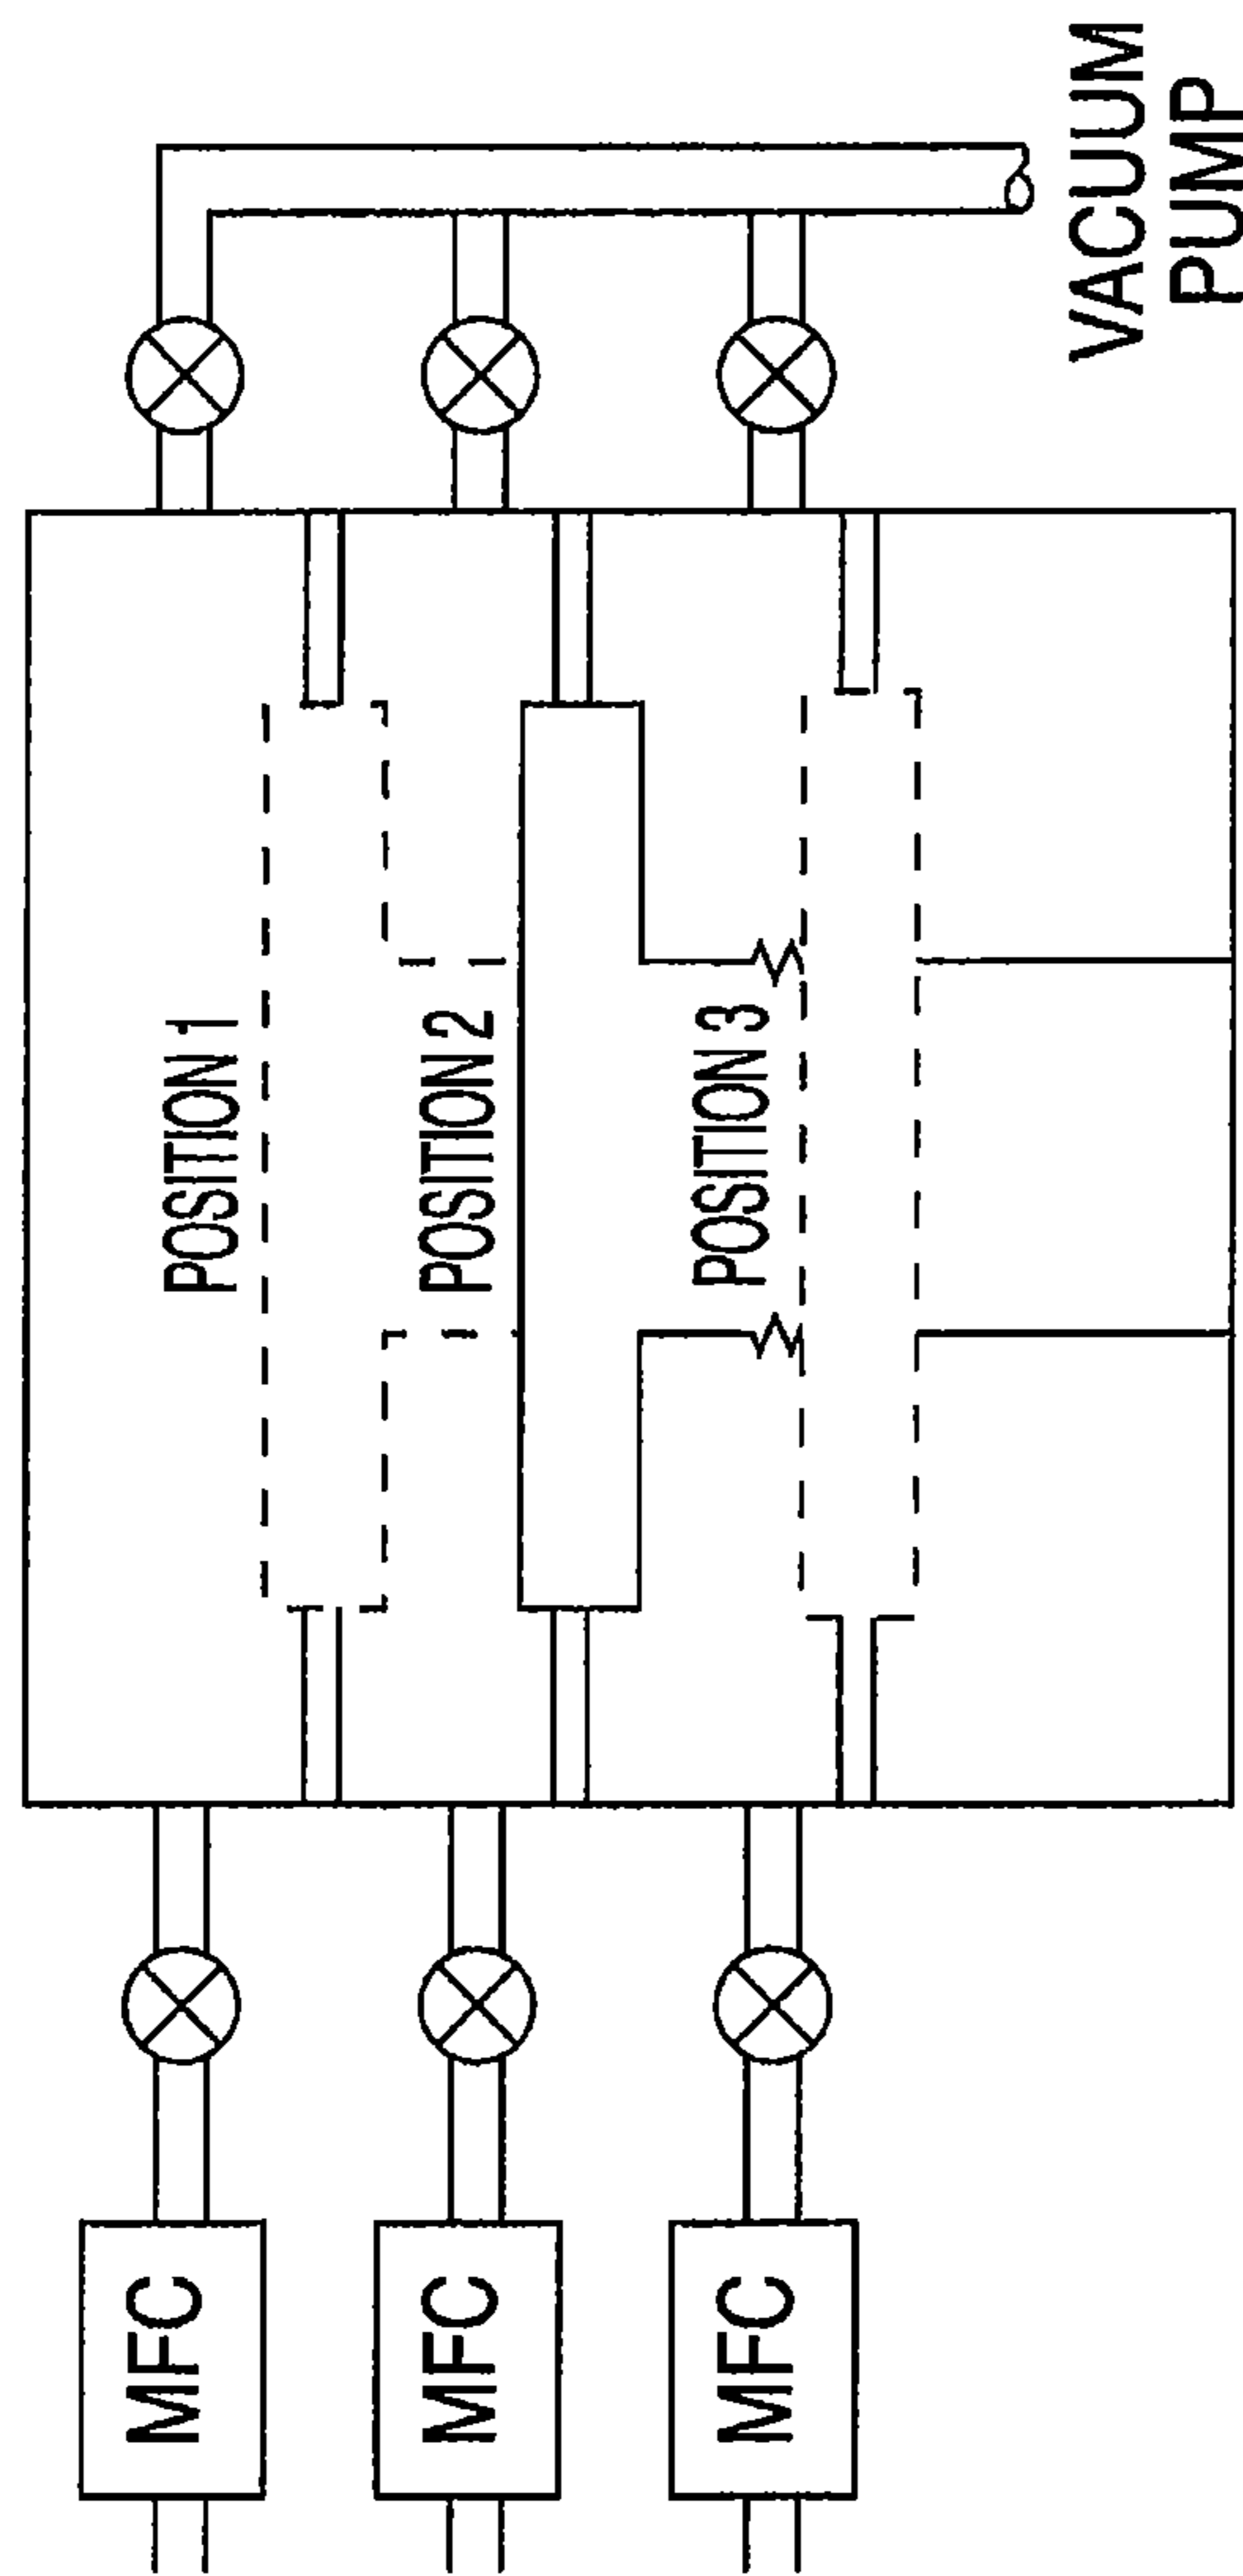 MFC
MFC
MFC
POSITION 1
POSITION 2
POSITION 3
VACUUM
PUMP